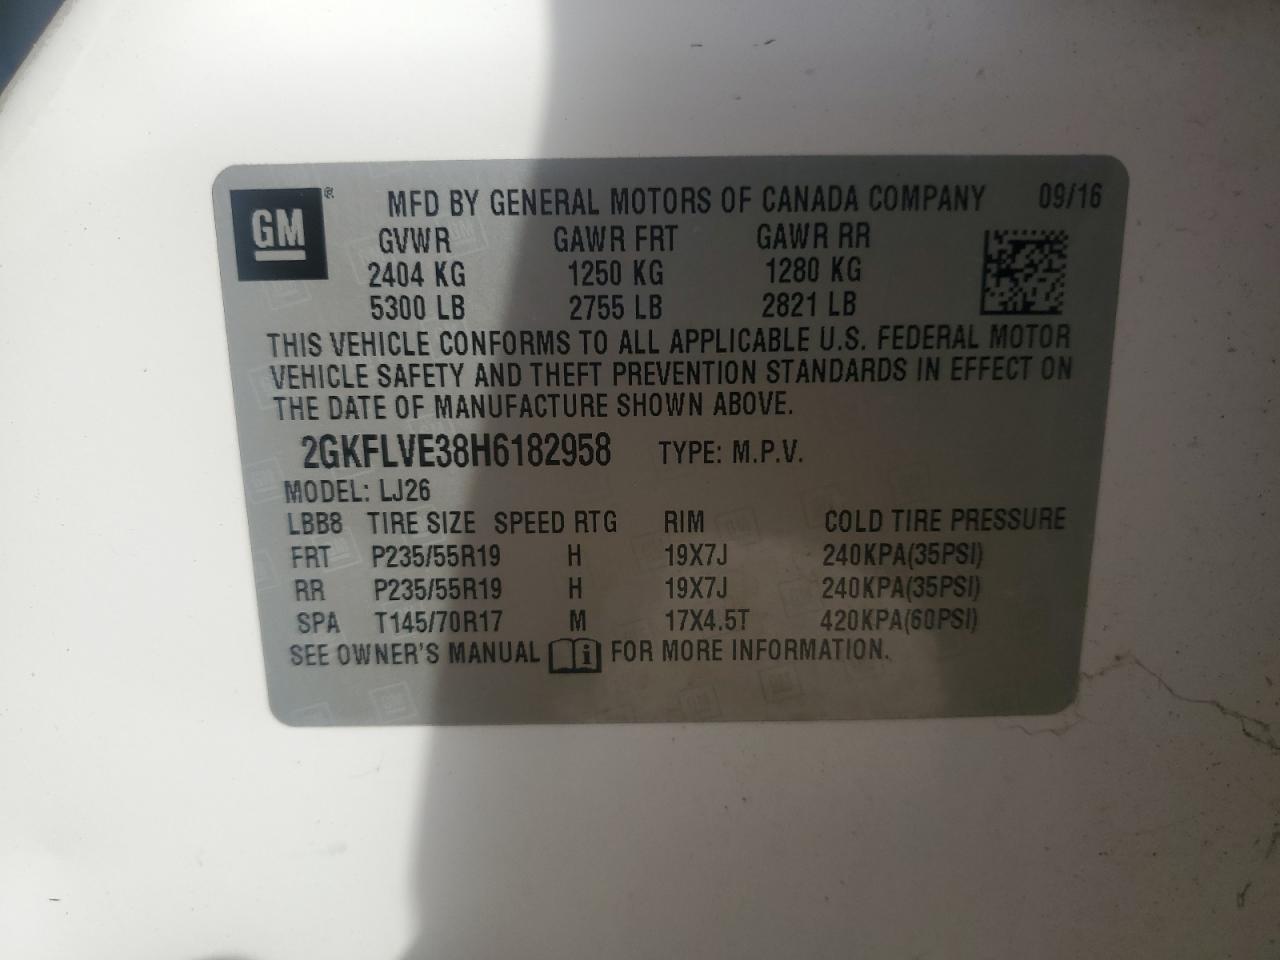 GM ® MFD BY GENERAL MOTORS OF CANADA COMPANY 09/16
GVWR GAWR FRT GAWR RR
2404 KG 1250 KG 1280 KG
5300 LB 2755 LB 2821 LB
THIS VEHICLE CONFORMS TO ALL APPLICABLE U.S. FEDERAL MOTOR
VEHICLE SAFETY AND THEFT PREVENTION STANDARDS IN EFFECT ON
THE DATE OF MANUFACTURE SHOWN ABOVE.
2GKFLVE38H6182958 TYPE: M.P.V.
MODEL: LJ26
LBB8 TIRE SIZE SPEED RTG RIM COLD TIRE PRESSURE
FRT P235/55R19 H 19X7J 240KPA(35PSI)
RR P235/55R19 H 19X7J 240KPA(35PSI)
SPA T145/70R17 M 17X4.5T 420KPA(60PSI)
SEE OWNER'S MANUAL i FOR MORE INFORMATION.